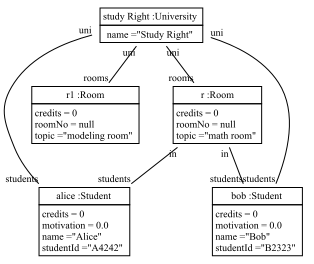 study Right :University
name ="Study Right"
uni
uni
uni
uni
rooms
rooms
r1 :Room
credits = 0
roomNo = null
topic ="modeling room"
r :Room
credits = 0
roomNo = null
topic ="math room"
in
in
students
students
students
students
alice :Student
credits = 0
motivation = 0.0
name ="Alice"
studentId ="A4242"
bob :Student
credits = 0
motivation = 0.0
name ="Bob"
studentId ="B2323"